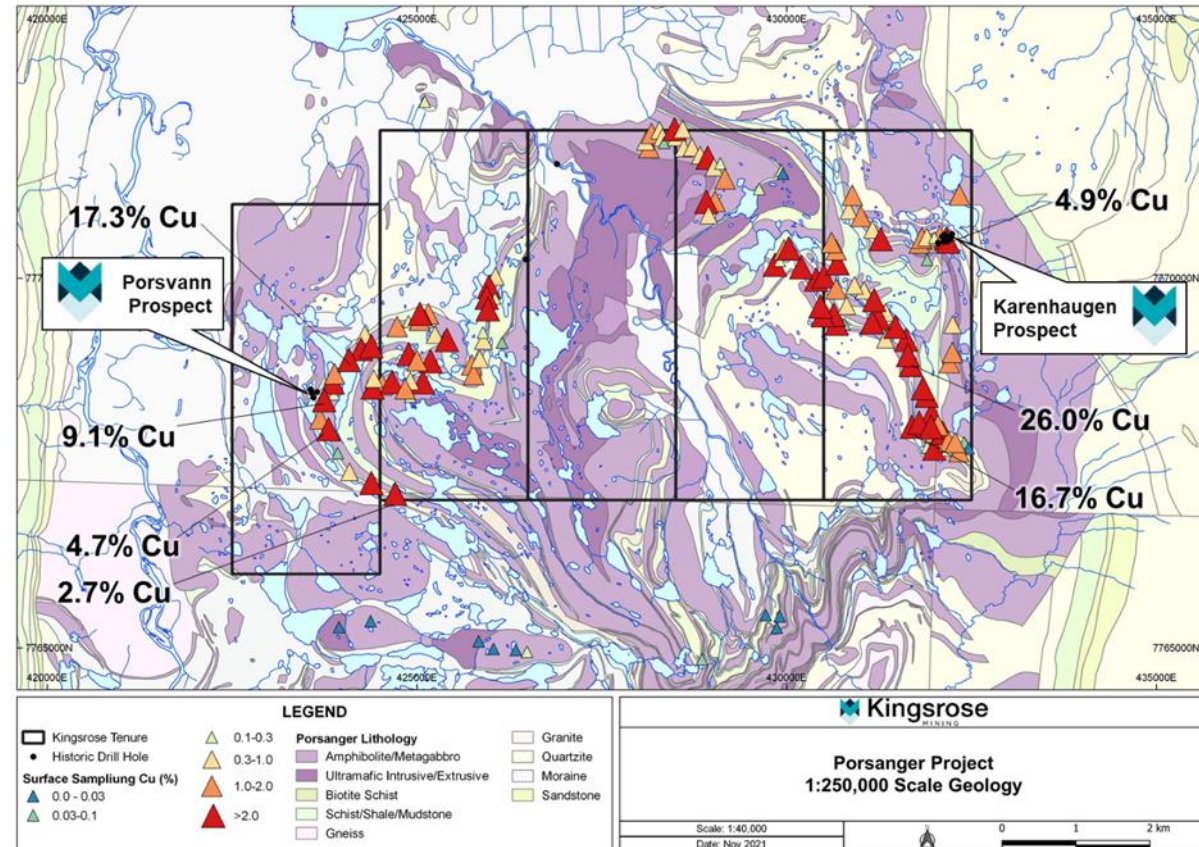 420000E 425000E 430000E 435000E
17.3% Cu
4.9% Cu
Porsvann
Prospect
Karenhaugen
Prospect
7770000N
9.1% Cu
26.0% Cu
16.7% Cu
4.7% Cu
2.7% Cu
7765000N 7765000N
420000E 425000E 430000E 435000E
LEGEND
Kingsrose Tenure
Historic Drill Hole
Surface Sampliung Cu (%)
0.0 - 0.03
0.03-0.1
0.1-0.3
0.3-1.0
1.0-2.0
>2.0
Porsanger Lithology
Amphibolite/Metagabbro
Ultramafic Intrusive/Extrusive
Biotite Schist
Schist/Shale/Mudstone
Gneiss
Granite
Quartzite
Moraine
Sandstone
Kingsrose
MINING
Porsanger Project
1:250,000 Scale Geology
Scale: 1:40,000
Date: Nov 2021
0 1 2 km